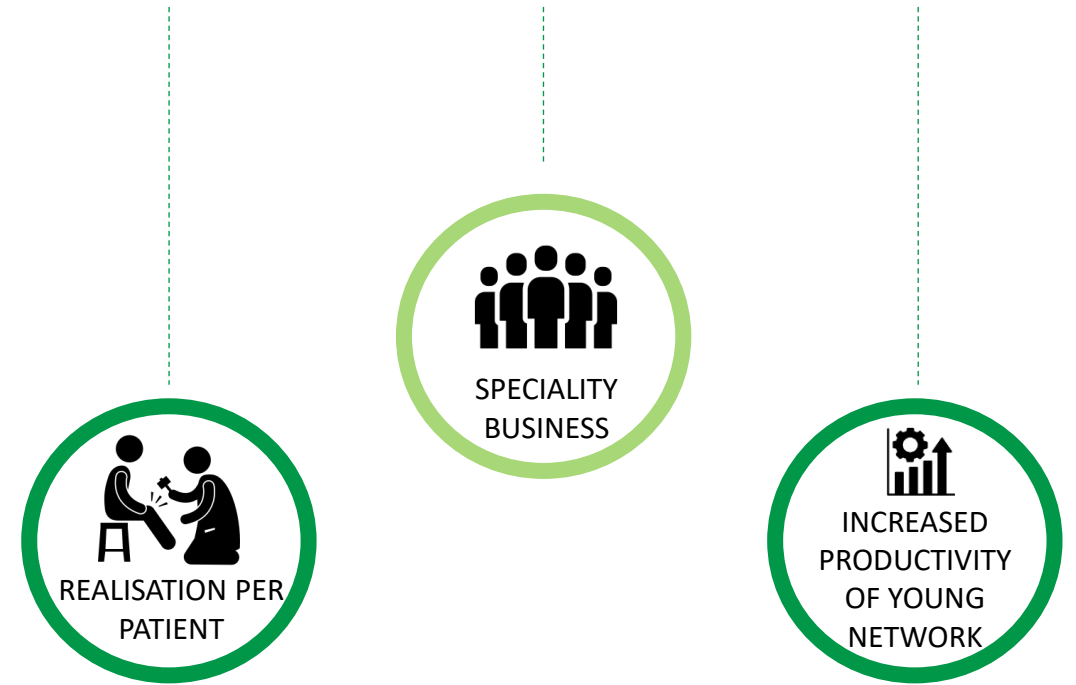 SPECIALITY
BUSINESS
REALISATION PER
PATIENT
INCREASED
PRODUCTIVITY
OF YOUNG
NETWORK